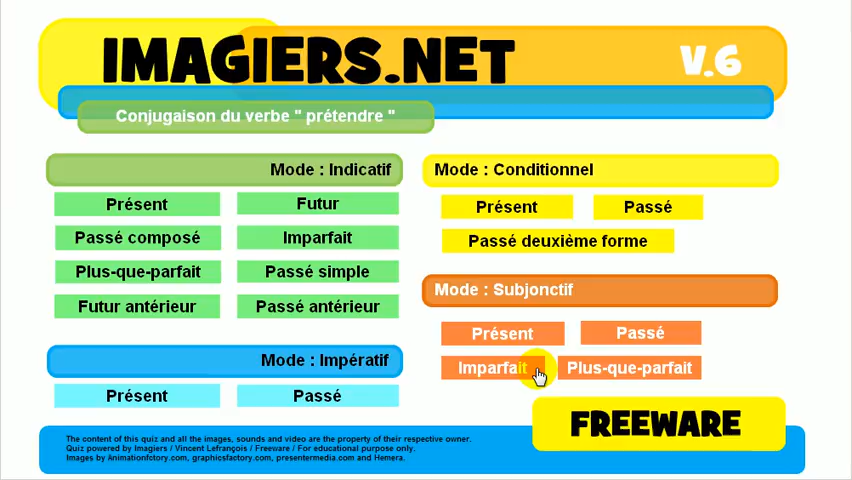 IMAGIERS.NET
V.6
Conjugaison du verbe " prétendre "
Mode : Indicatif
Présent
Futur
Passé composé
Imparfait
Plus-que-parfait
Passé simple
Futur antérieur
Passé antérieur
Mode : Impératif
Présent
Passé
Mode : Conditionnel
Présent
Passé
Passé deuxième forme
Mode : Subjonctif
Présent
Passé
Imparfait
Plus-que-parfait
FREEWARE
The content of this quiz and all the images, sounds and video are the property of their respective owner.
Quiz powered by Imagiers / Vincent Lefrançois / Freeware / For educational purpose only.
Images by Animationfctory.com, graphicsfactory.com, presentermedia.com and Hemera.